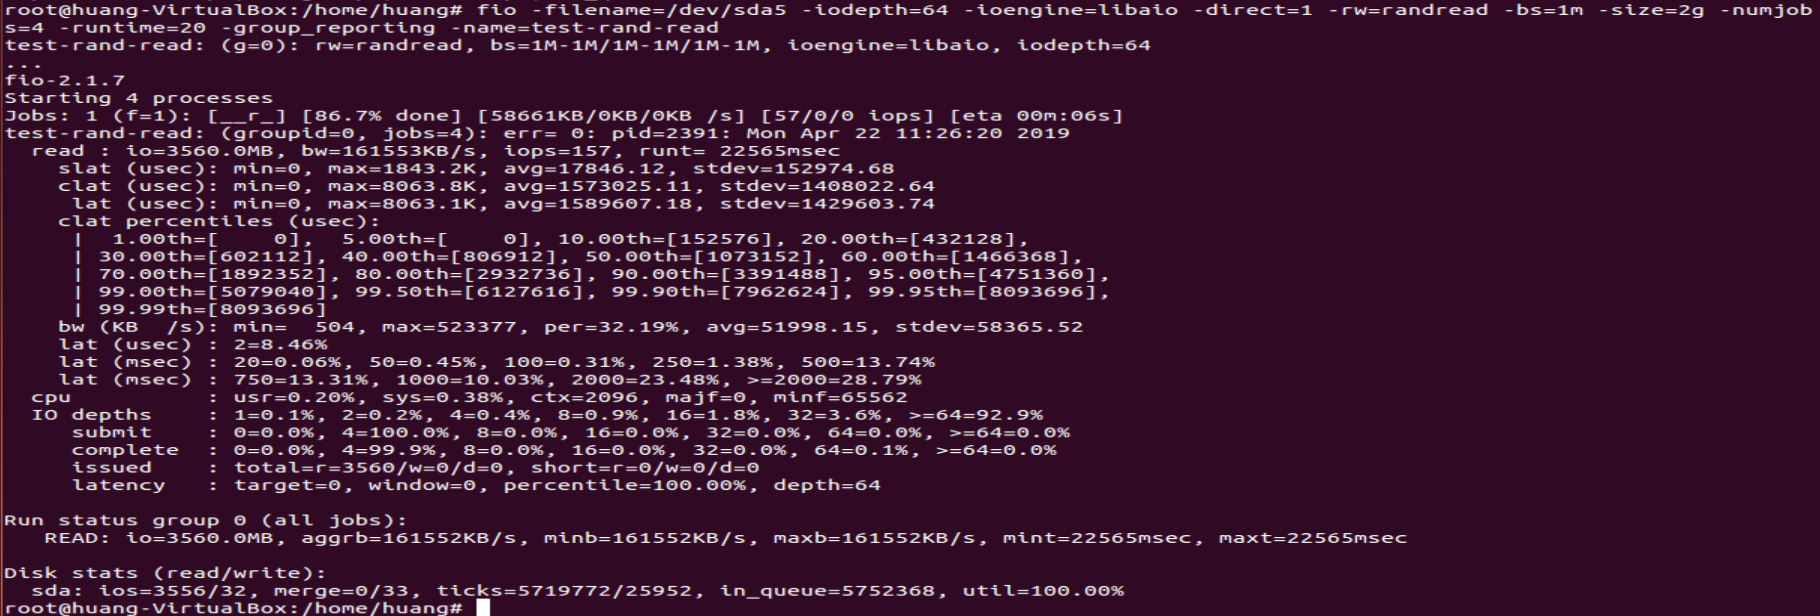 root@huang-VirtualBox:/home/huang# fio -filename=/dev/sda5 -iodepth=64 -ioengine=libaio -direct=1 -rw=randread -bs=1m -size=2g -numjob
s=4 -runtime=20 -group_reporting -name=test-rand-read
test-rand-read: (g=0): rw=randread, bs=1M-1M/1M-1M/1M-1M, ioengine=libaio, iodepth=64
...
fio-2.1.7
Starting 4 processes
Jobs: 1 (f=1): [__r_] [86.7% done] [58661KB/0KB/0KB /s] [57/0/0 iops] [eta 00m:06s]
test-rand-read: (groupid=0, jobs=4): err= 0: pid=2391: Mon Apr 22 11:26:20 2019
  read : io=3560.0MB, bw=161553KB/s, iops=157, runt= 22565msec
    slat (usec): min=0, max=1843.2K, avg=17846.12, stdev=152974.68
    clat (usec): min=0, max=8063.8K, avg=1573025.11, stdev=1408022.64
     lat (usec): min=0, max=8063.1K, avg=1589607.18, stdev=1429603.74
    clat percentiles (usec):
     |  1.00th=[    0],  5.00th=[    0], 10.00th=[152576], 20.00th=[432128],
     | 30.00th=[602112], 40.00th=[806912], 50.00th=[1073152], 60.00th=[1466368],
     | 70.00th=[1892352], 80.00th=[2932736], 90.00th=[3391488], 95.00th=[4751360],
     | 99.00th=[5079040], 99.50th=[6127616], 99.90th=[7962624], 99.95th=[8093696],
     | 99.99th=[8093696]
    bw (KB  /s): min=  504, max=523377, per=32.19%, avg=51998.15, stdev=58365.52
    lat (usec) : 2=8.46%
    lat (msec) : 20=0.06%, 50=0.45%, 100=0.31%, 250=1.38%, 500=13.74%
    lat (msec) : 750=13.31%, 1000=10.03%, 2000=23.48%, >=2000=28.79%
  cpu          : usr=0.20%, sys=0.38%, ctx=2096, majf=0, minf=65562
  IO depths    : 1=0.1%, 2=0.2%, 4=0.4%, 8=0.9%, 16=1.8%, 32=3.6%, >=64=92.9%
     submit    : 0=0.0%, 4=100.0%, 8=0.0%, 16=0.0%, 32=0.0%, 64=0.0%, >=64=0.0%
     complete  : 0=0.0%, 4=99.9%, 8=0.0%, 16=0.0%, 32=0.0%, 64=0.1%, >=64=0.0%
     issued    : total=r=3560/w=0/d=0, short=r=0/w=0/d=0
     latency   : target=0, window=0, percentile=100.00%, depth=64

Run status group 0 (all jobs):
   READ: io=3560.0MB, aggrb=161552KB/s, minb=161552KB/s, maxb=161552KB/s, mint=22565msec, maxt=22565msec

Disk stats (read/write):
  sda: ios=3556/32, merge=0/33, ticks=5719772/25952, in_queue=5752368, util=100.00%
root@huang-VirtualBox:/home/huang#